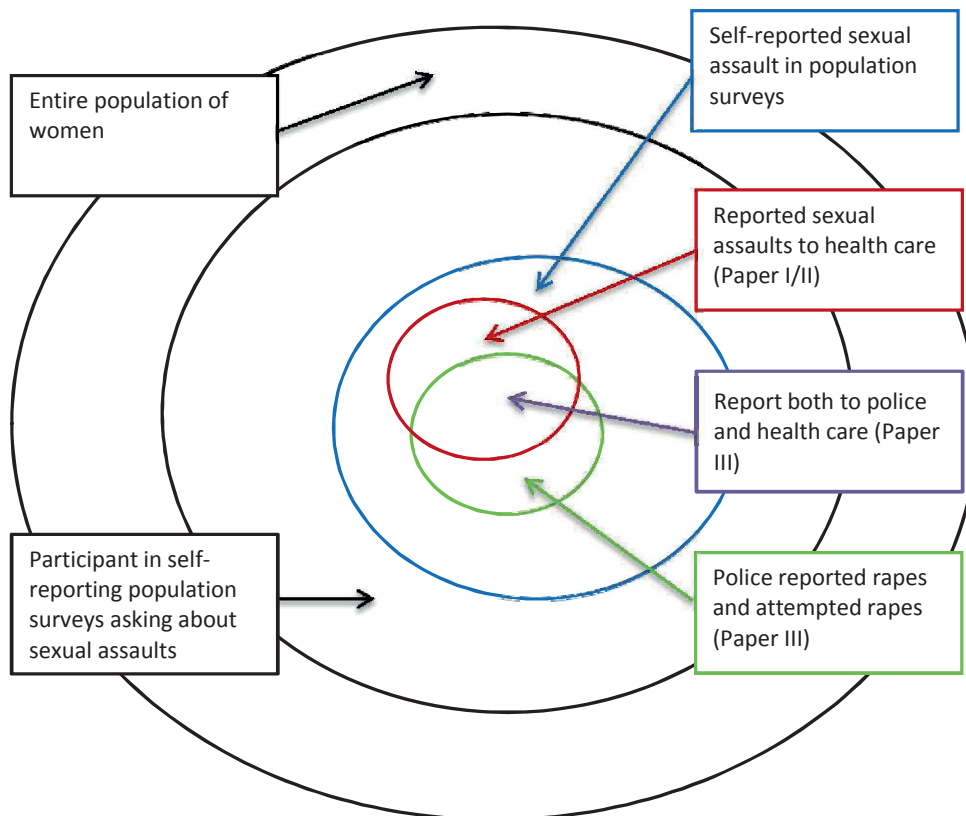 Entire population of
women
Self-reported sexual
assault in population
surveys
Reported sexual
assaults to health care
(Paper I/II)
Report both to police
and health care (Paper
III)
Participant in self-
reporting population
surveys asking about
sexual assaults
Police reported rapes
and attempted rapes
(Paper III)